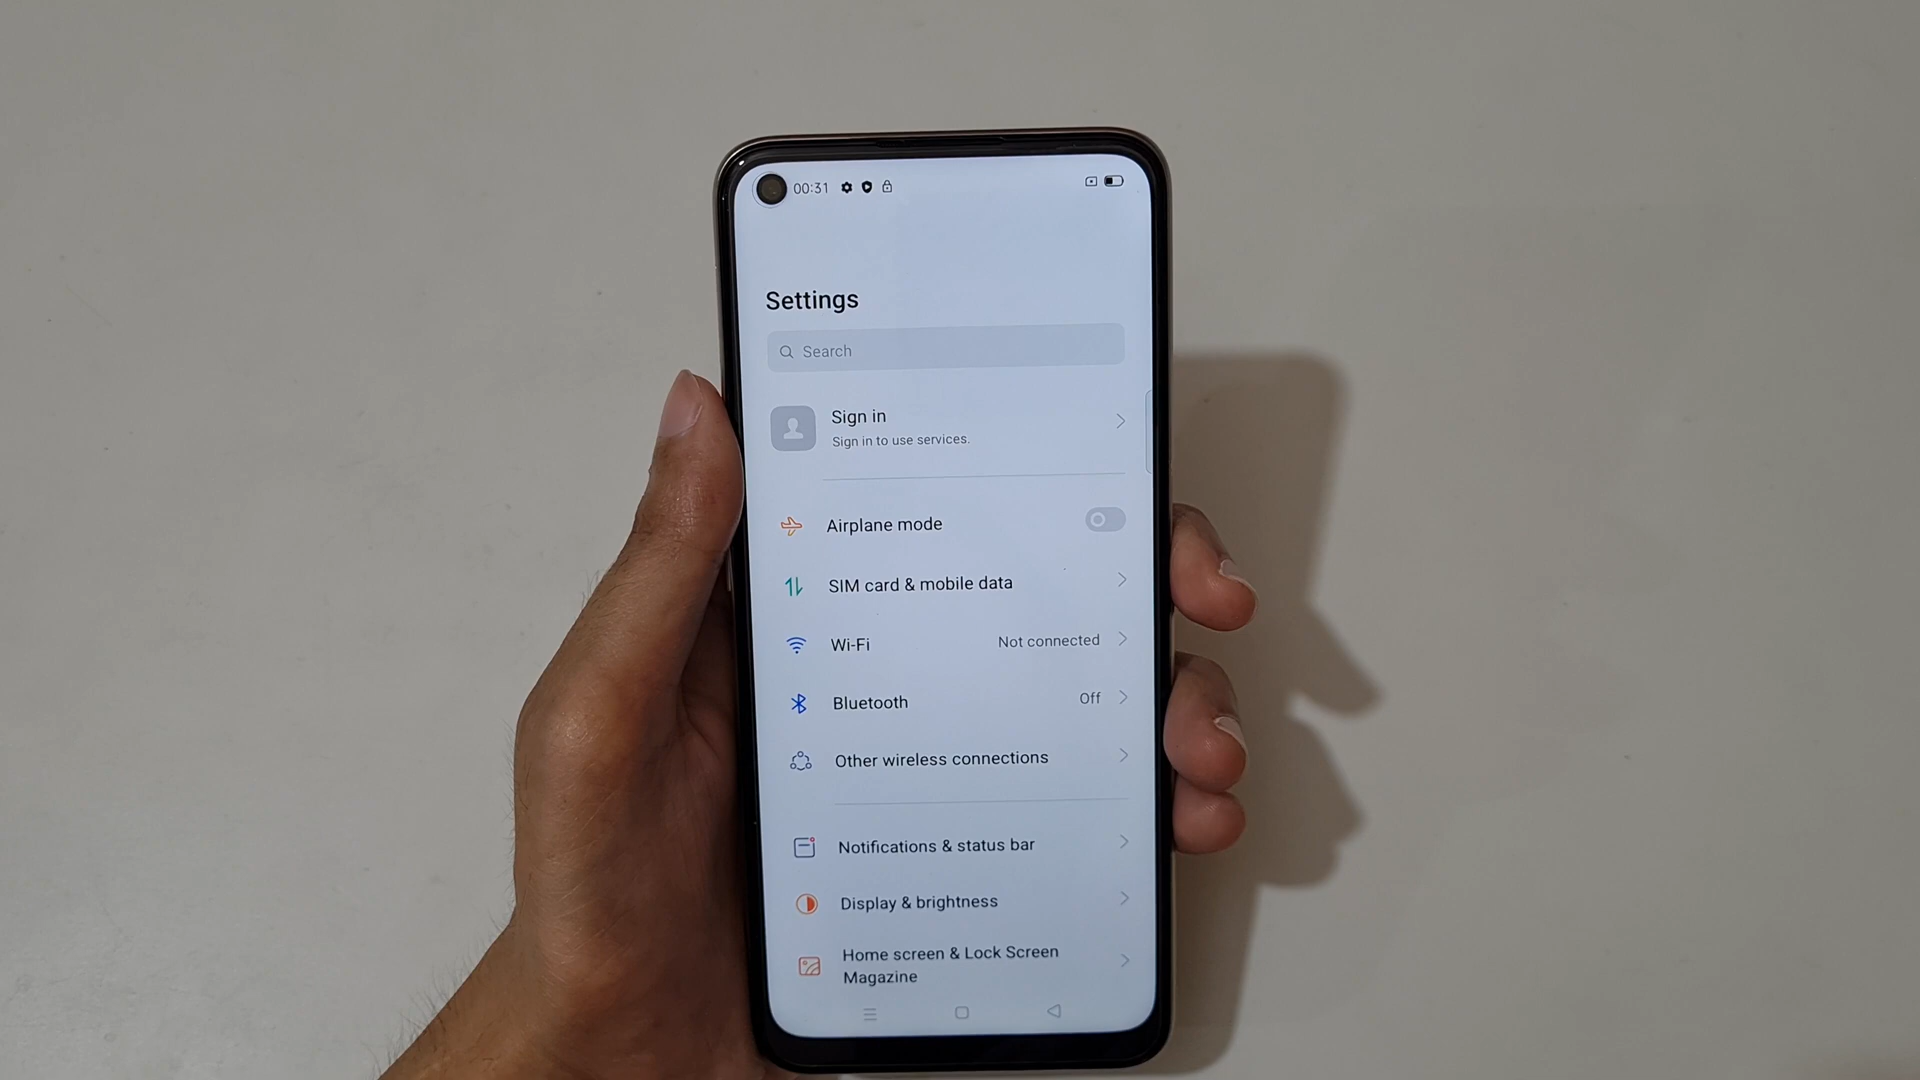 00:31
Settings
Search
Sign in
Sign in to use services.
Airplane mode
SIM card & mobile data
Wi-Fi Not connected
Bluetooth Off
Other wireless connections
Notifications & status bar
Display & brightness
Home screen & Lock Screen
Magazine